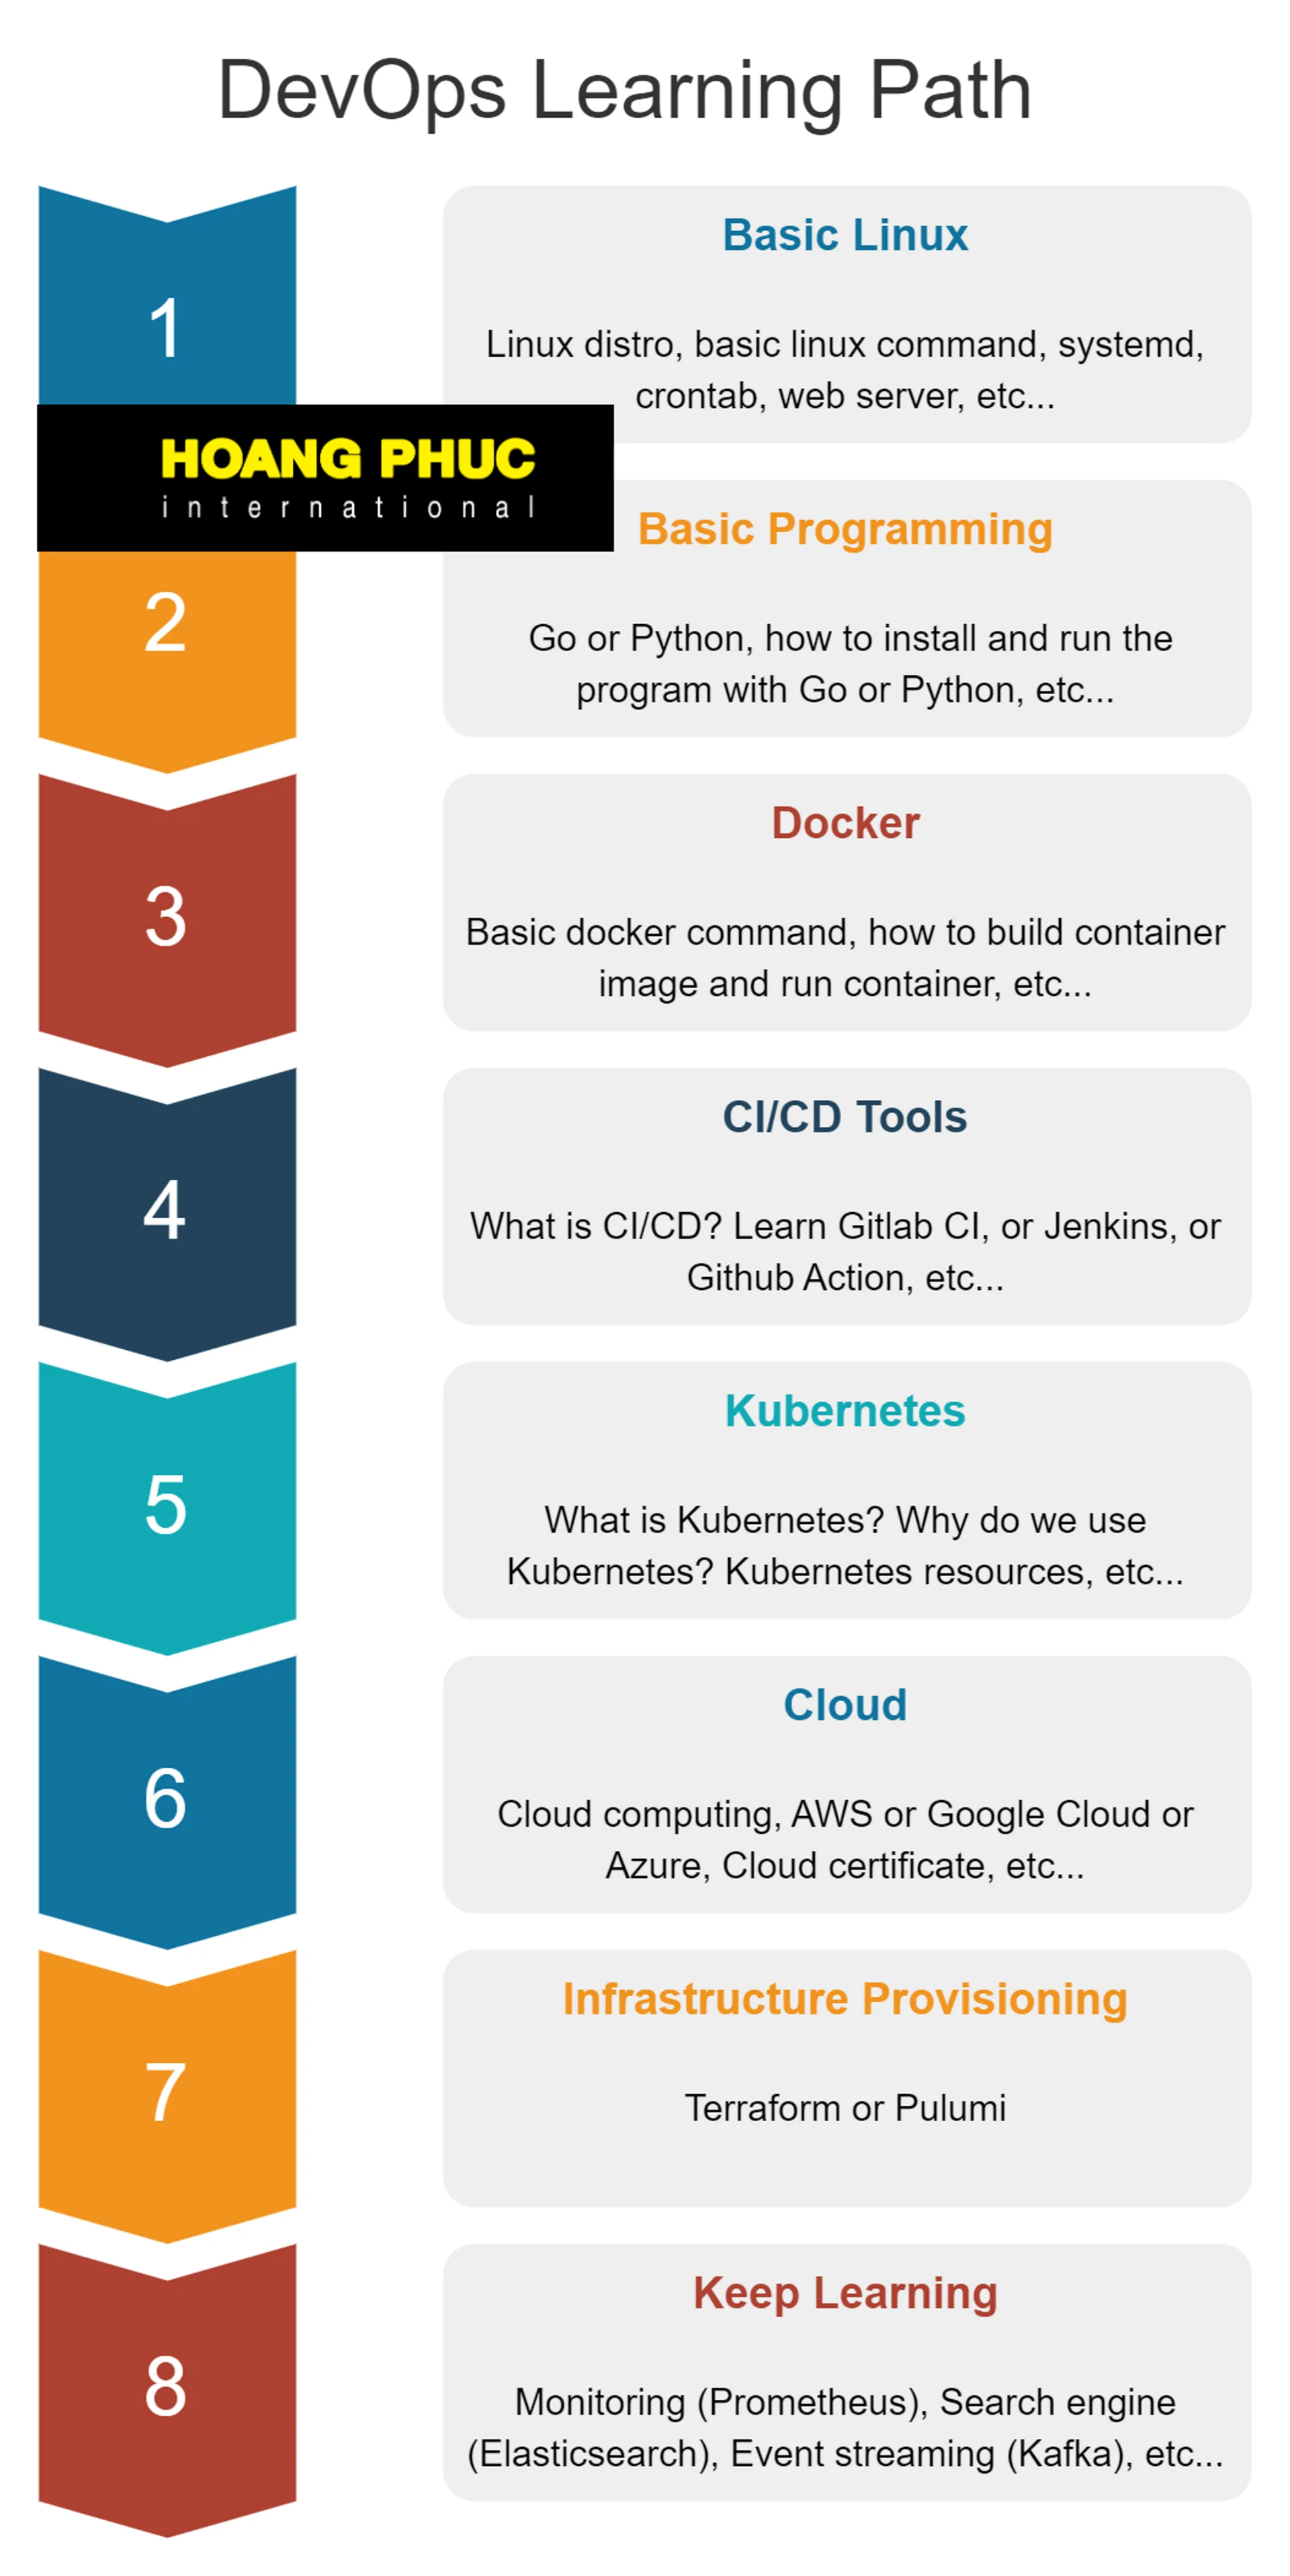 DevOps Learning Path
1
Basic Linux
Linux distro, basic linux command, systemd,
crontab, web server, etc...
HOANG PHUC
international
2
Basic Programming
Go or Python, how to install and run the
program with Go or Python, etc...
3
Docker
Basic docker command, how to build container
image and run container, etc...
4
CI/CD Tools
What is CI/CD? Learn Gitlab CI, or Jenkins, or
Github Action, etc...
5
Kubernetes
What is Kubernetes? Why do we use
Kubernetes? Kubernetes resources, etc...
6
Cloud
Cloud computing, AWS or Google Cloud or
Azure, Cloud certificate, etc...
7
Infrastructure Provisioning
Terraform or Pulumi
8
Keep Learning
Monitoring (Prometheus), Search engine
(Elasticsearch), Event streaming (Kafka), etc...